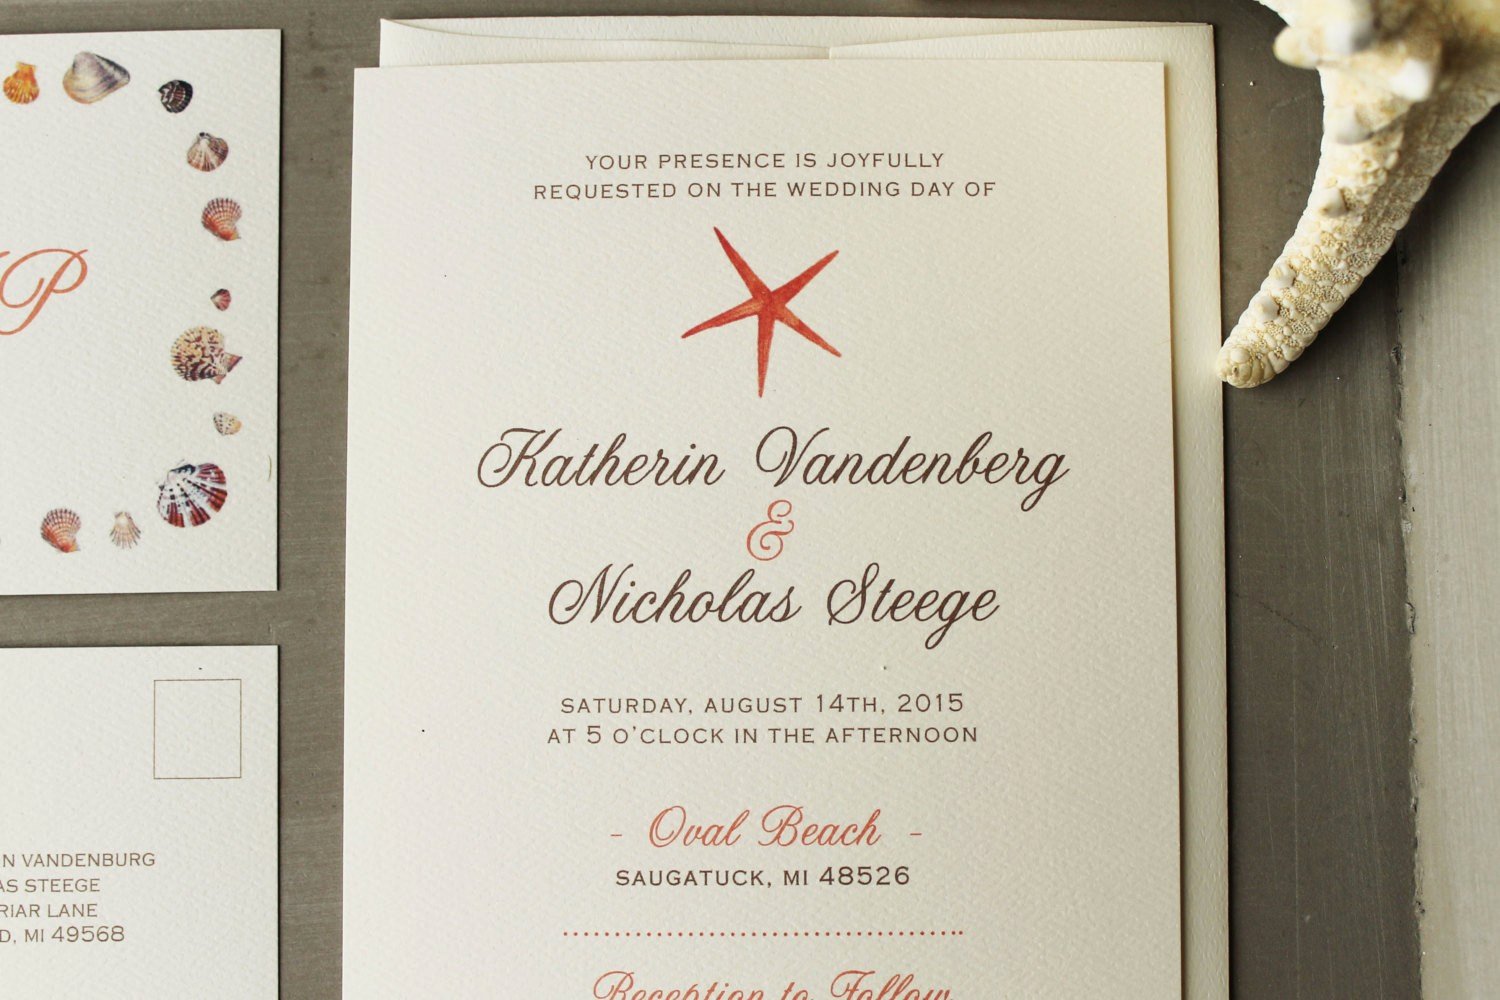 YOUR PRESENCE IS JOYFULLY
REQUESTED ON THE WEDDING DAY OF
Katherin Vandenberg
&
Nicholas Steege
SATURDAY, AUGUST 14TH, 2015
AT 5 O'CLOCK IN THE AFTERNOON
- Oval Beach -
SAUGATUCK, MI 48526
Reception to Follow
P
N VANDENBURG
AS STEEGE
RIAR LANE
D, MI 49568